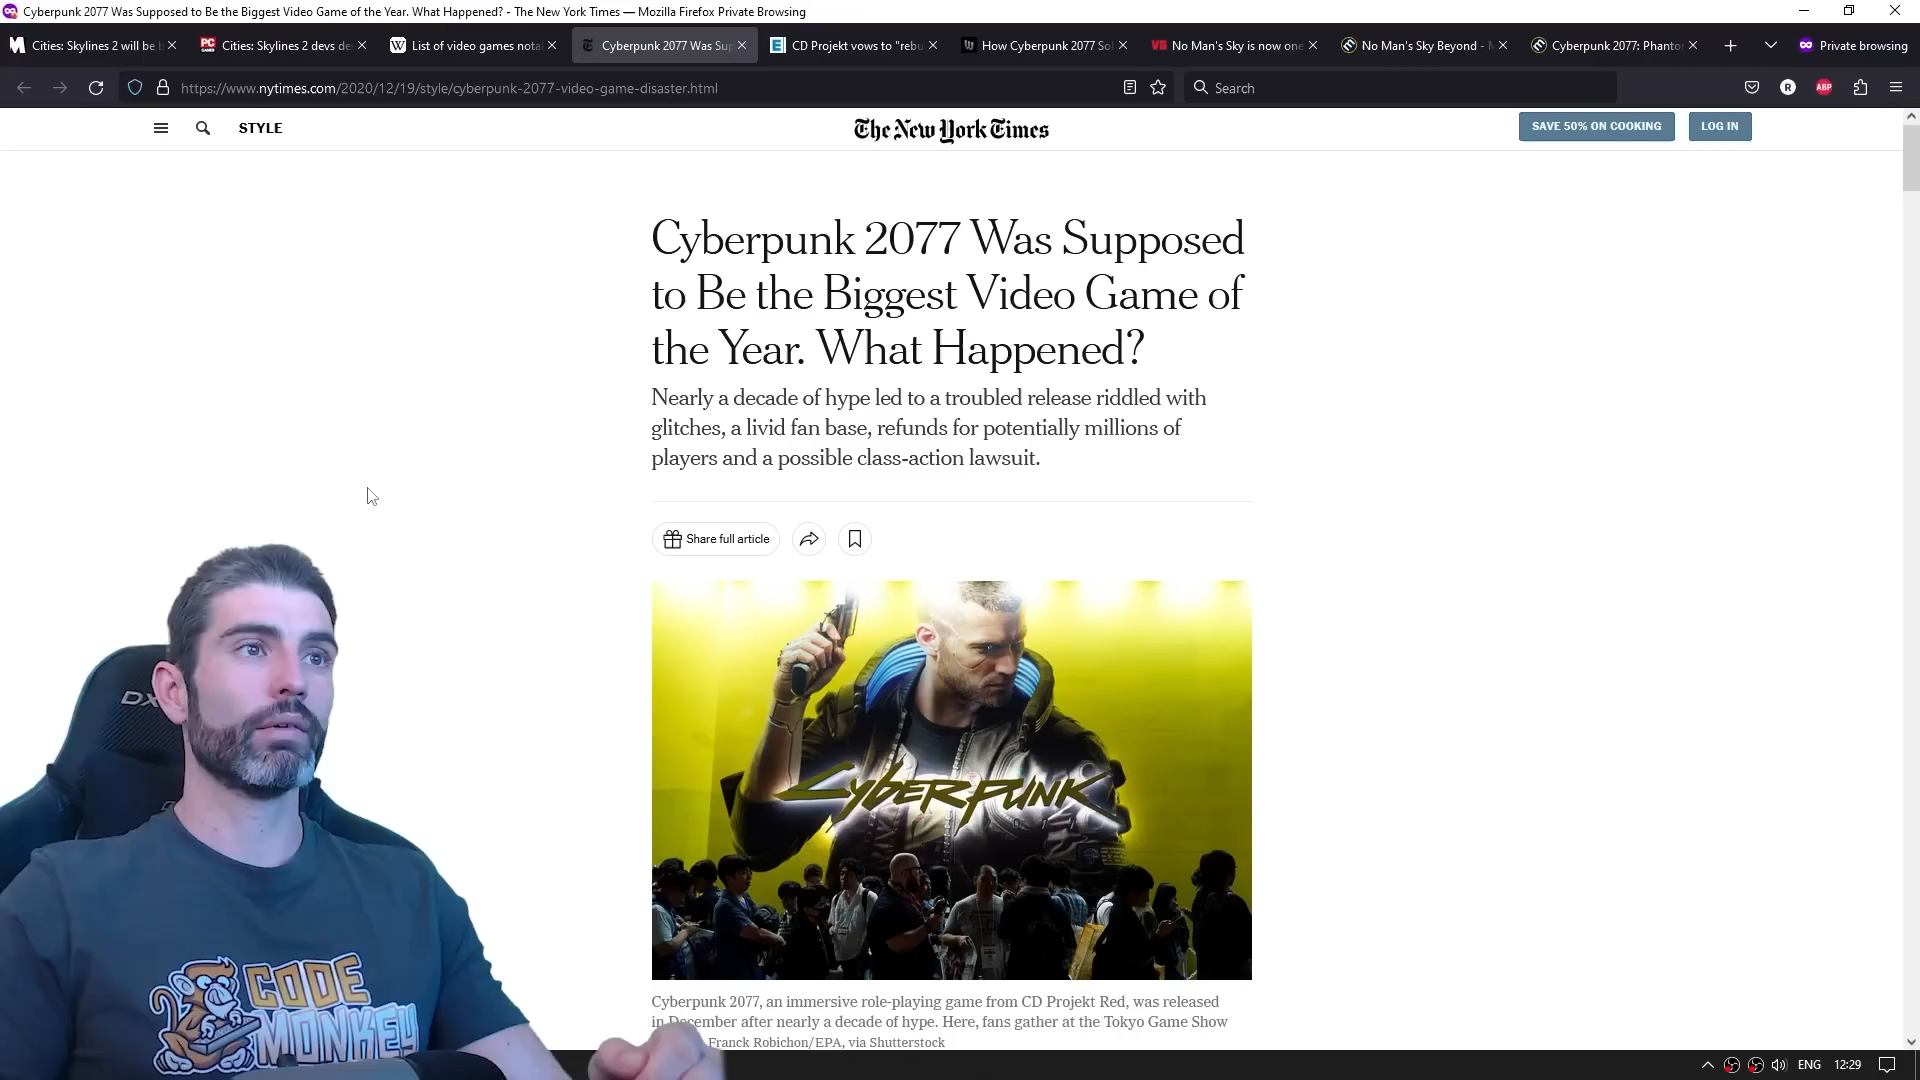 Cyberpunk 2077 Was Supposed to Be the Biggest Video Game of the Year. What Happened? - The New York Times — Mozilla Firefox Private Browsing
Cities: Skylines 2 will be
Cities: Skylines 2 devs de
List of video games nota
Cyberpunk 2077 Was Su
CD Projekt vows to "rebu
How Cyberpunk 2077 So
No Man's Sky is now one
No Man's Sky Beyond -
Cyberpunk 2077: Phanto
Private browsing
https://www.nytimes.com/2020/12/19/style/cyberpunk-2077-video-game-disaster.html
Search
R
ABP
STYLE
The New York Times
SAVE 50% ON COOKING
LOG IN
Cyberpunk 2077 Was Supposed
to Be the Biggest Video Game of
the Year. What Happened?
Nearly a decade of hype led to a troubled release riddled with
glitches, a livid fan base, refunds for potentially millions of
players and a possible class-action lawsuit.
Share full article
CYBERPUNK
DX
CODE
MONKEY
Cyberpunk 2077, an immersive role-playing game from CD Projekt Red, was released
in December after nearly a decade of hype. Here, fans gather at the Tokyo Game Show
Franck Robichon/EPA, via Shutterstock
ENG
12:29